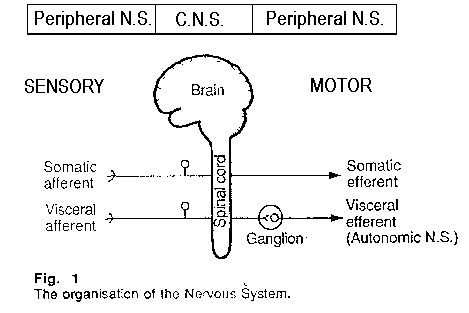 Peripheral N.S.
C.N.S.
Peripheral N.S.
SENSORY
Brain
MOTOR
Somatic
afferent
Spinal cord
Somatic
efferent
Visceral
afferent
Ganglion
Visceral
efferent
(Autonomic N.S.)
Fig. 1
The organisation of the Nervous System.